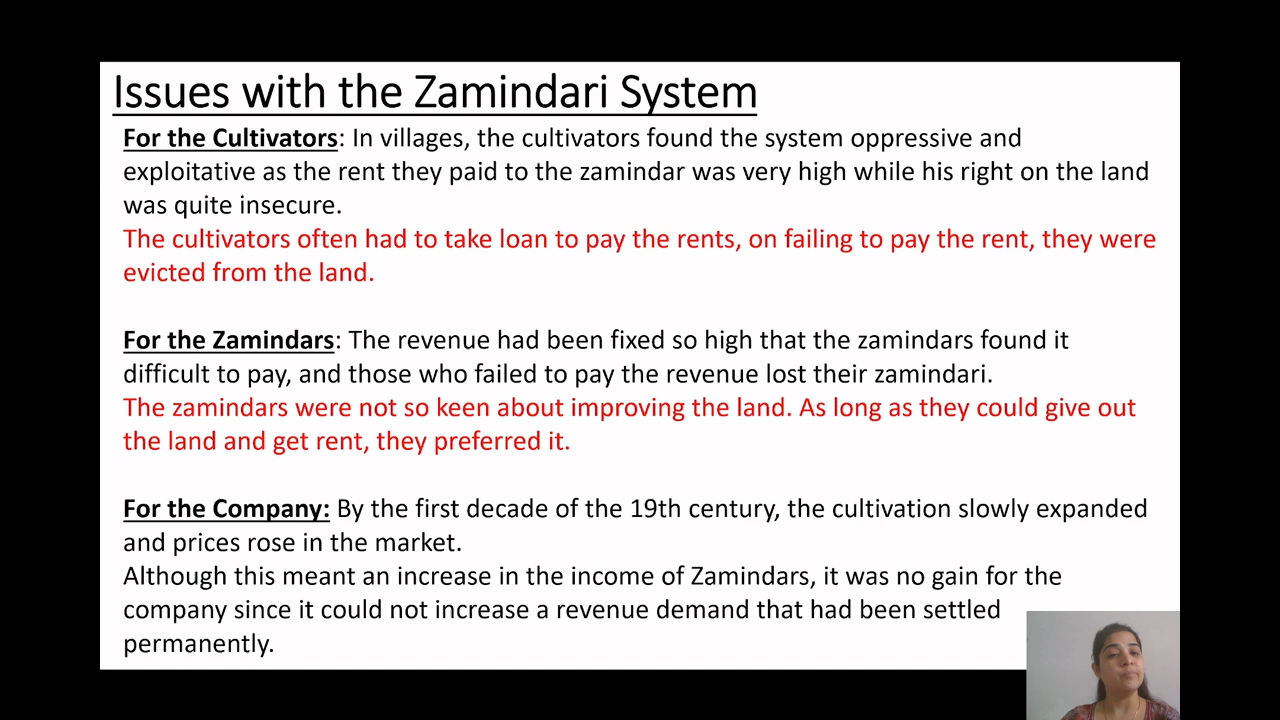 Issues with the Zamindari System
For the Cultivators: In villages, the cultivators found the system oppressive and
exploitative as the rent they paid to the zamindar was very high while his right on the land
was quite insecure.
The cultivators often had to take loan to pay the rents, on failing to pay the rent, they were
evicted from the land.
For the Zamindars: The revenue had been fixed so high that the zamindars found it
difficult to pay, and those who failed to pay the revenue lost their zamindari.
The zamindars were not so keen about improving the land. As long as they could give out
the land and get rent, they preferred it.
For the Company: By the first decade of the 19th century, the cultivation slowly expanded
and prices rose in the market.
Although this meant an increase in the income of Zamindars, it was no gain for the
company since it could not increase a revenue demand that had been settled
permanently.